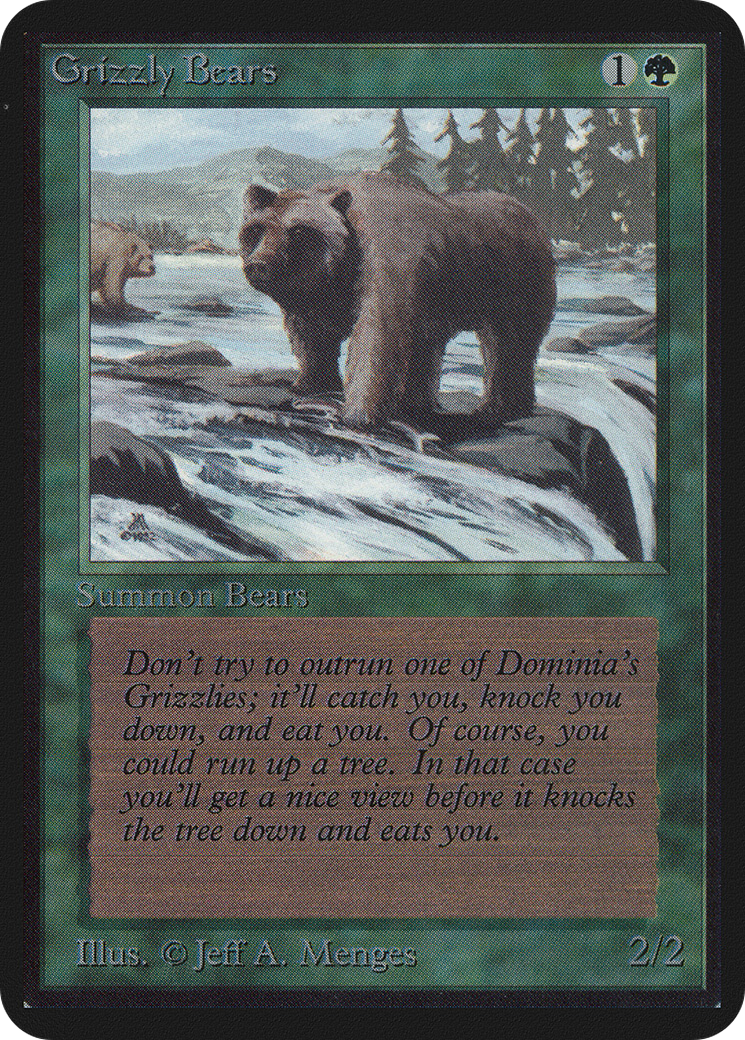 Grizzly Bears
1
Summon Bears
Don't try to outrun one of Dominia's
Grizzlies; it'll catch you, knock you
down, and eat you. Of course, you
could run up a tree. In that case
you'll get a nice view before it knocks
the tree down and eats you.
Illus. © Jeff A. Menges
2/2